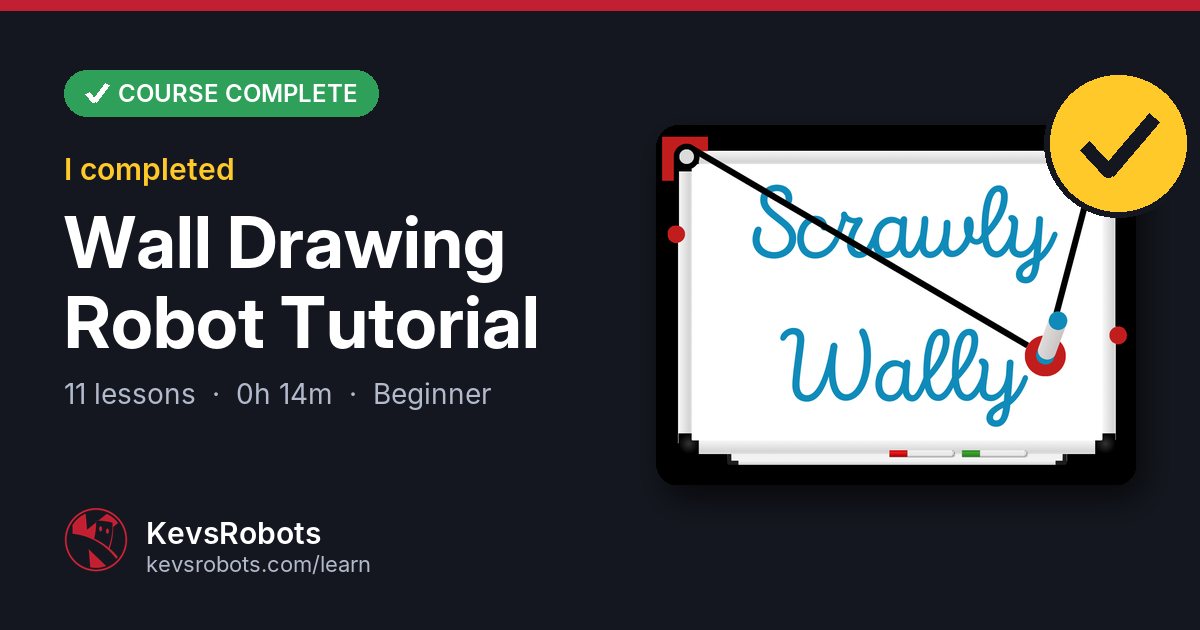 COURSE COMPLETE
I completed
Wall Drawing
Robot Tutorial
11 lessons · 0h 14m · Beginner
KevsRobots
kevsrobots.com/learn
Scrawly
Wally